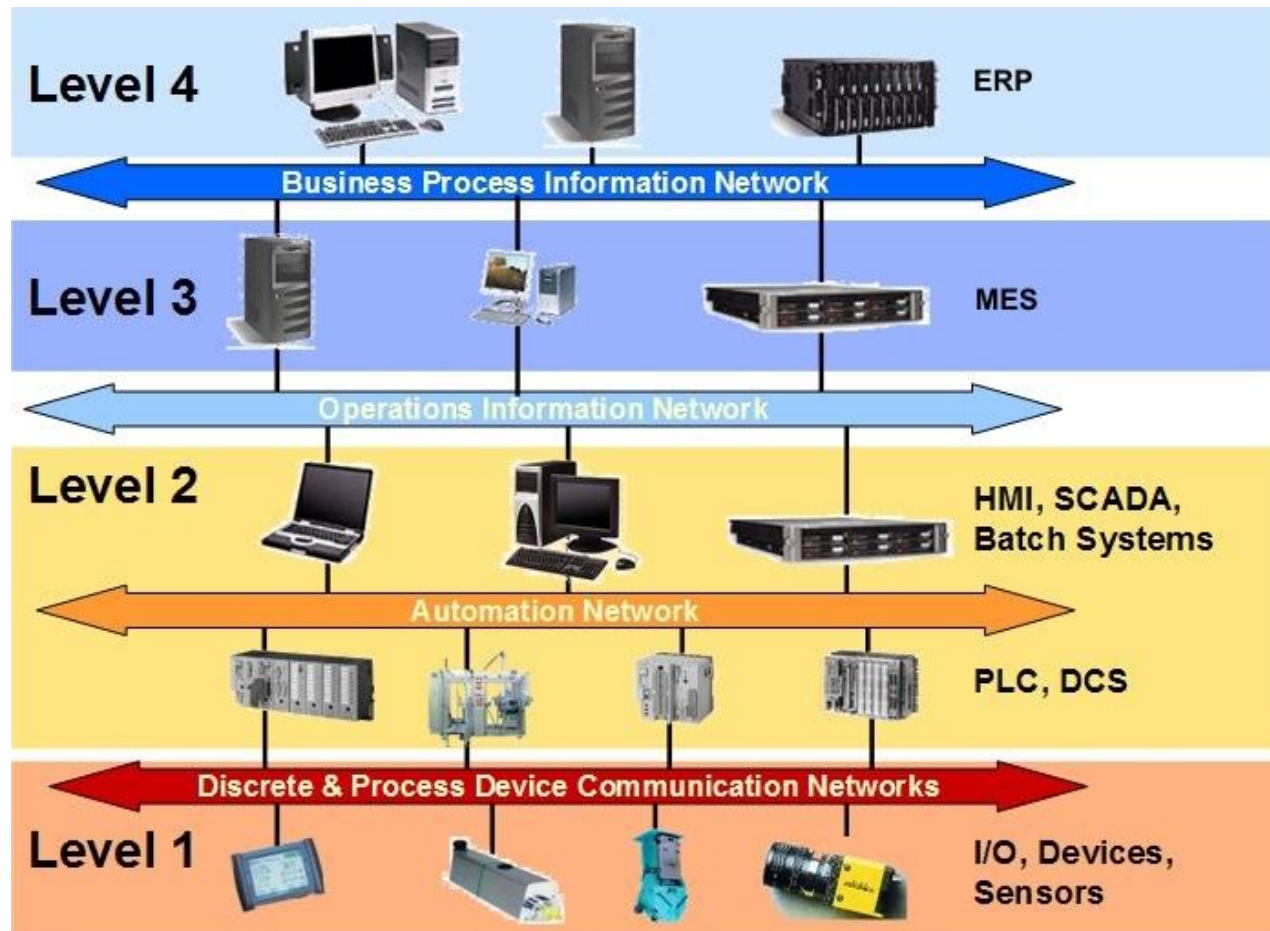 Level 4
ERP
Business Process Information Network
Level 3
MES
Operations Information Network
Level 2
HMI, SCADA,
Batch Systems
Automation Network
PLC, DCS
Discrete & Process Device Communication Networks
Level 1
I/O, Devices,
Sensors